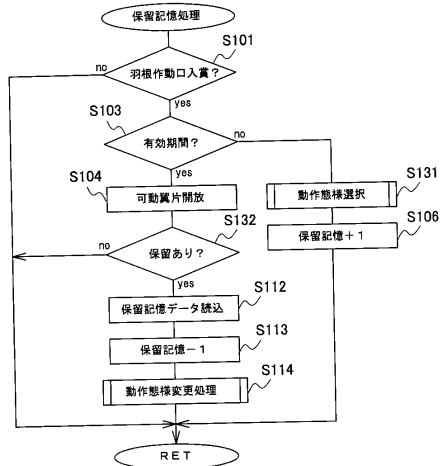 保留記憶処理
S101
no
羽根作動口入賞?
yes
S103
no
有効期間?
yes
S104
S131
可動翼片開放
動作態様選択
S132
S106
no
保留あり?
保留記憶+1
yes
S112
保留記憶データ読込
S113
保留記憶-1
S114
動作態様変更処理
RET